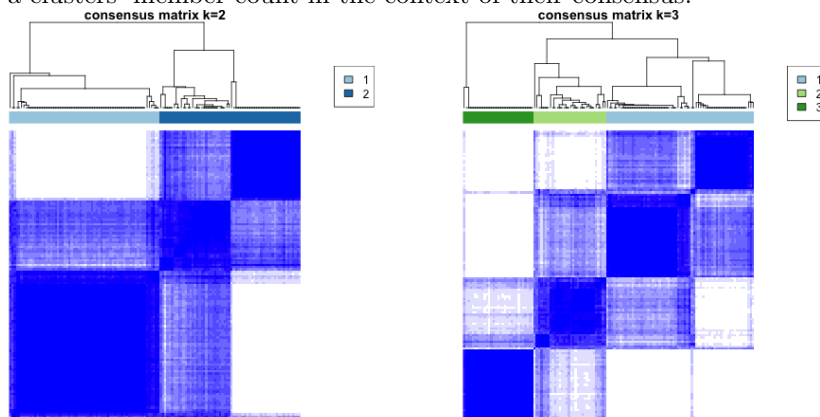 a clusters' member count in the context of their consensus.
consensus matrix k=2
1
2
consensus matrix k=3
1
2
3